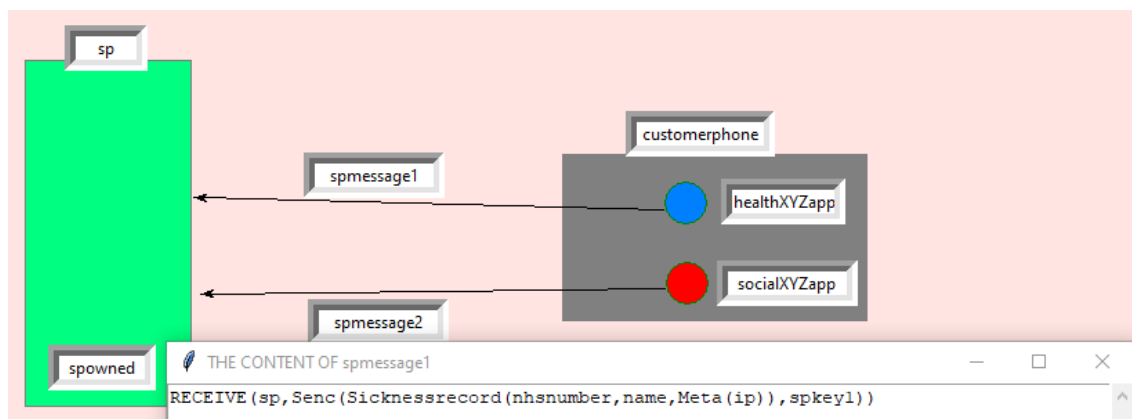 sp
customerphone
spmessage1
healthXYZapp
socialXYZapp
spmessage2
spowned
THE CONTENT OF spmessage1
RECEIVE(sp,Senc(Sicknessrecord(nhsnumber,name,Meta(ip)),spkey1))